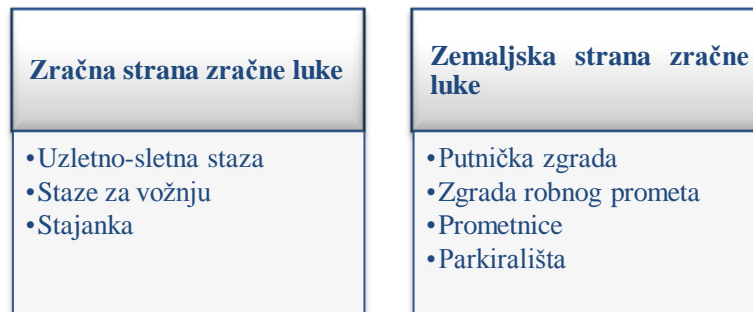 Zračna strana zračne luke
•Uzletno-sletna staza
•Staze za vožnju
•Stajanka
Zemaljska strana zračne
luke
•Putnička zgrada
•Zgrada robnog prometa
•Prometnice
•Parkirališta